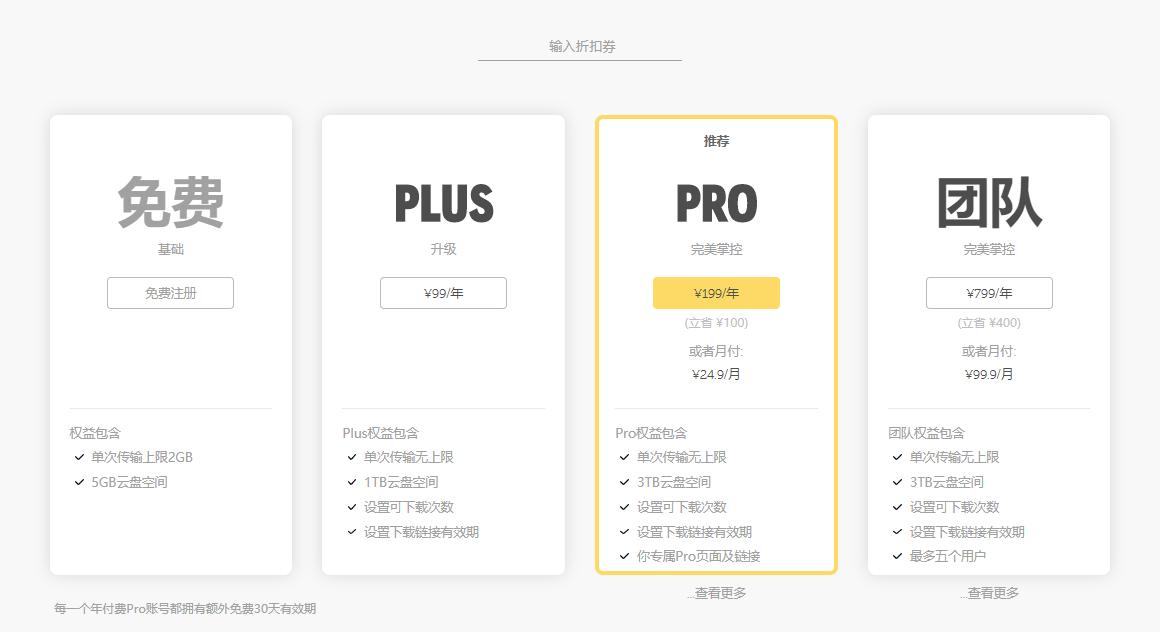 输入折扣券
免费
基础
免费注册
权益包含
单次传输上限2GB
5GB云盘空间
PLUS
升级
¥99/年
Plus权益包含
单次传输无上限
1TB云盘空间
设置可下载次数
设置下载链接有效期
推荐
PRO
完美掌控
¥199/年
(立省 ¥100)
或者月付:
¥24.9/月
Pro权益包含
单次传输无上限
3TB云盘空间
设置可下载次数
设置下载链接有效期
你专属Pro页面及链接
...查看更多
团队
完美掌控
¥799/年
(立省 ¥400)
或者月付:
¥99.9/月
团队权益包含
单次传输无上限
3TB云盘空间
设置可下载次数
设置下载链接有效期
最多五个用户
...查看更多
每一个年付费Pro账号都拥有额外免费30天有效期